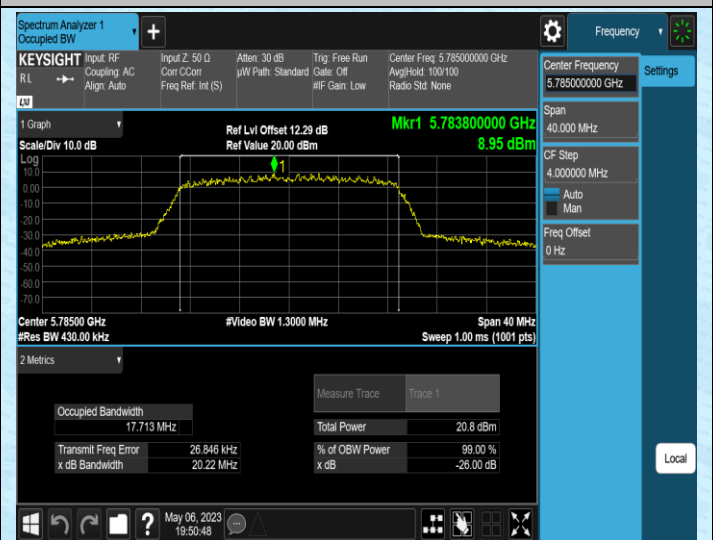 Spectrum Analyzer 1
Occupied BW
+
Frequency
KEYSIGHT
RL
LXI
Input: RF
Coupling: AC
Align: Auto
Input Z: 50 Ω
Corr CCorr
Freq Ref: Int (S)
Atten: 30 dB
µW Path: Standard
Trig: Free Run
Gate: Off
#IF Gain: Low
Center Freq: 5.785000000 GHz
Avg|Hold: 100/100
Radio Std: None
Center Frequency
5.785000000 GHz
Settings
Span
40.000 MHz
CF Step
4.000000 MHz
Auto
Man
Freq Offset
0 Hz
1 Graph
Scale/Div 10.0 dB
Ref Lvl Offset 12.29 dB
Ref Value 20.00 dBm
Mkr1 5.783800000 GHz
8.95 dBm
Log
1
10.0
0.00
-10.0
-20.0
-30.0
-40.0
-50.0
-60.0
-70.0
Center 5.78500 GHz
#Res BW 430.00 kHz
#Video BW 1.3000 MHz
Span 40 MHz
Sweep 1.00 ms (1001 pts)
2 Metrics
Measure Trace Trace 1
Occupied Bandwidth
17.713 MHz
Total Power 20.8 dBm
Transmit Freq Error 26.846 kHz
% of OBW Power 99.00 %
x dB Bandwidth 20.22 MHz
x dB -26.00 dB
Local
?
May 06, 2023
19:50:48